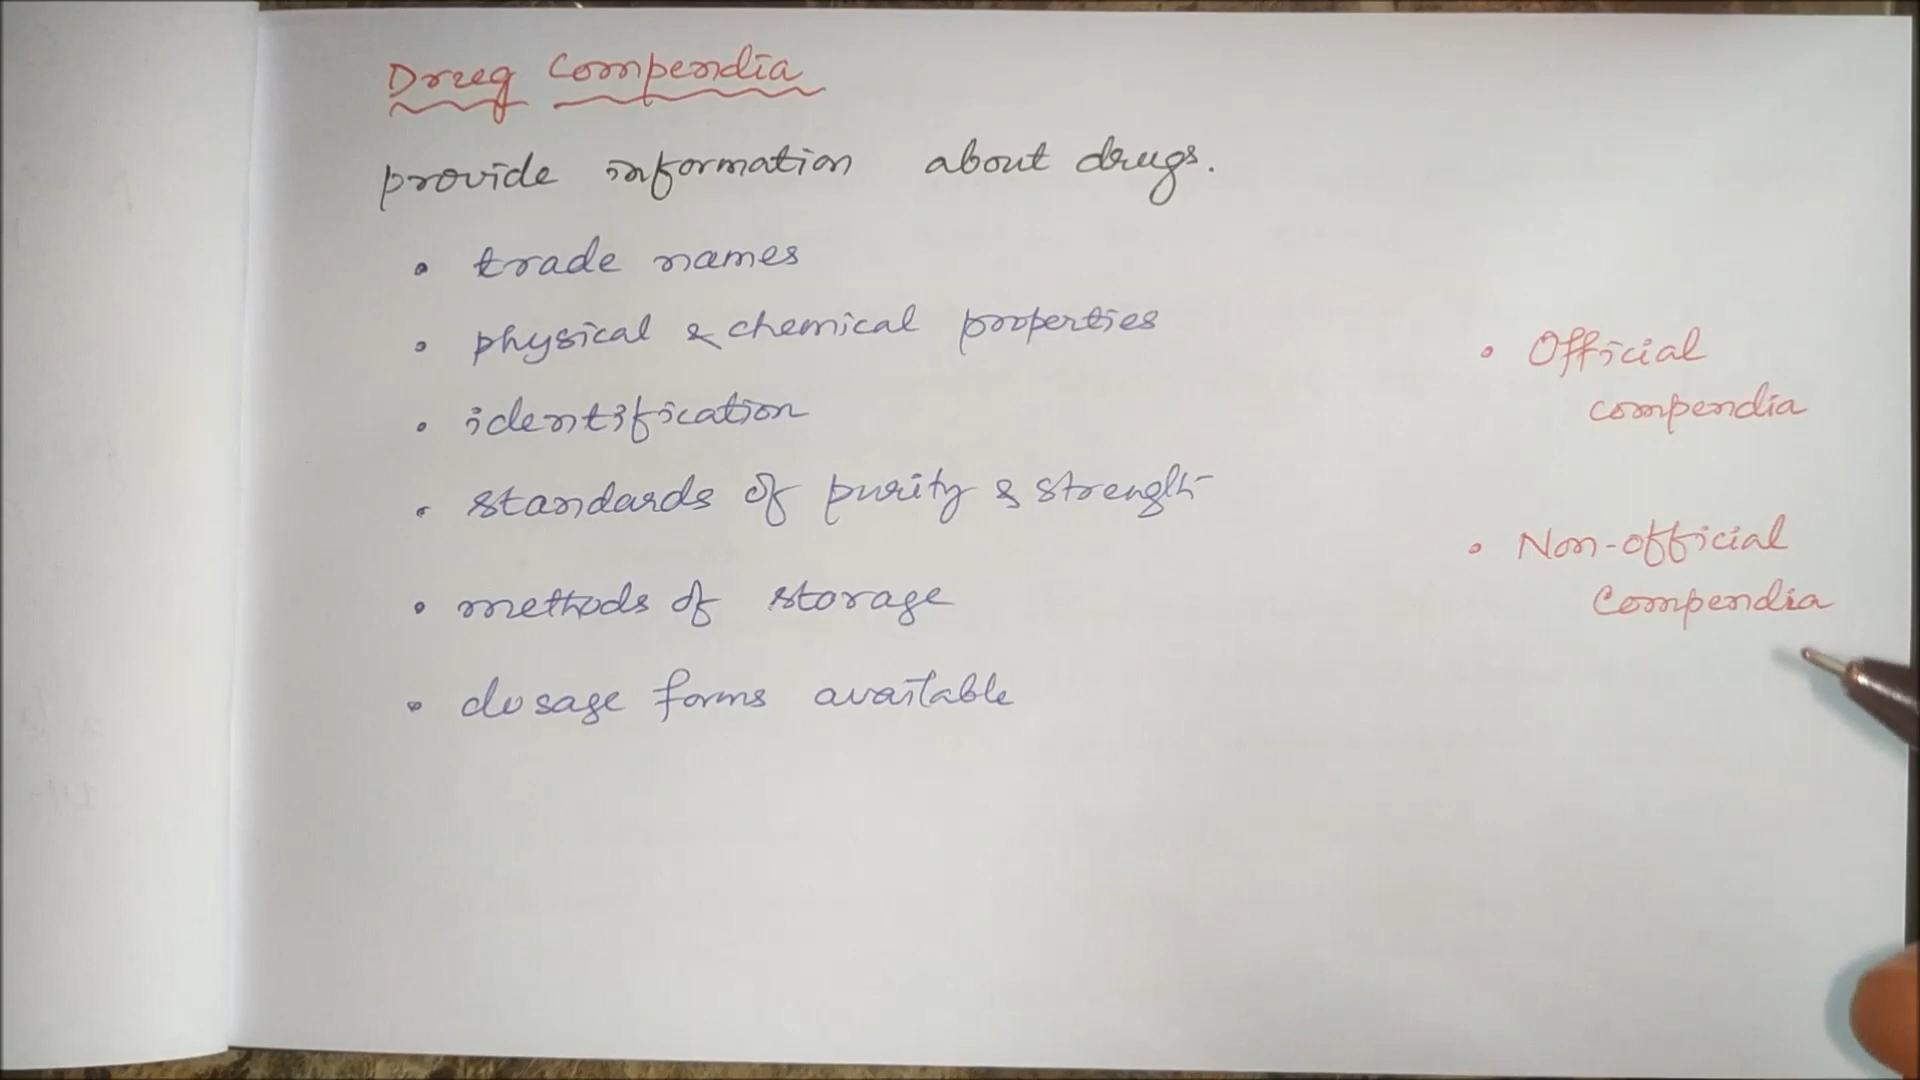 Drug Compendia
provide information about drugs.
• trade names
• physical & chemical properties
• identification
• standards of purity & strength
• methods of storage
• dosage forms available
• Official
compendia
• Non-official
Compendia